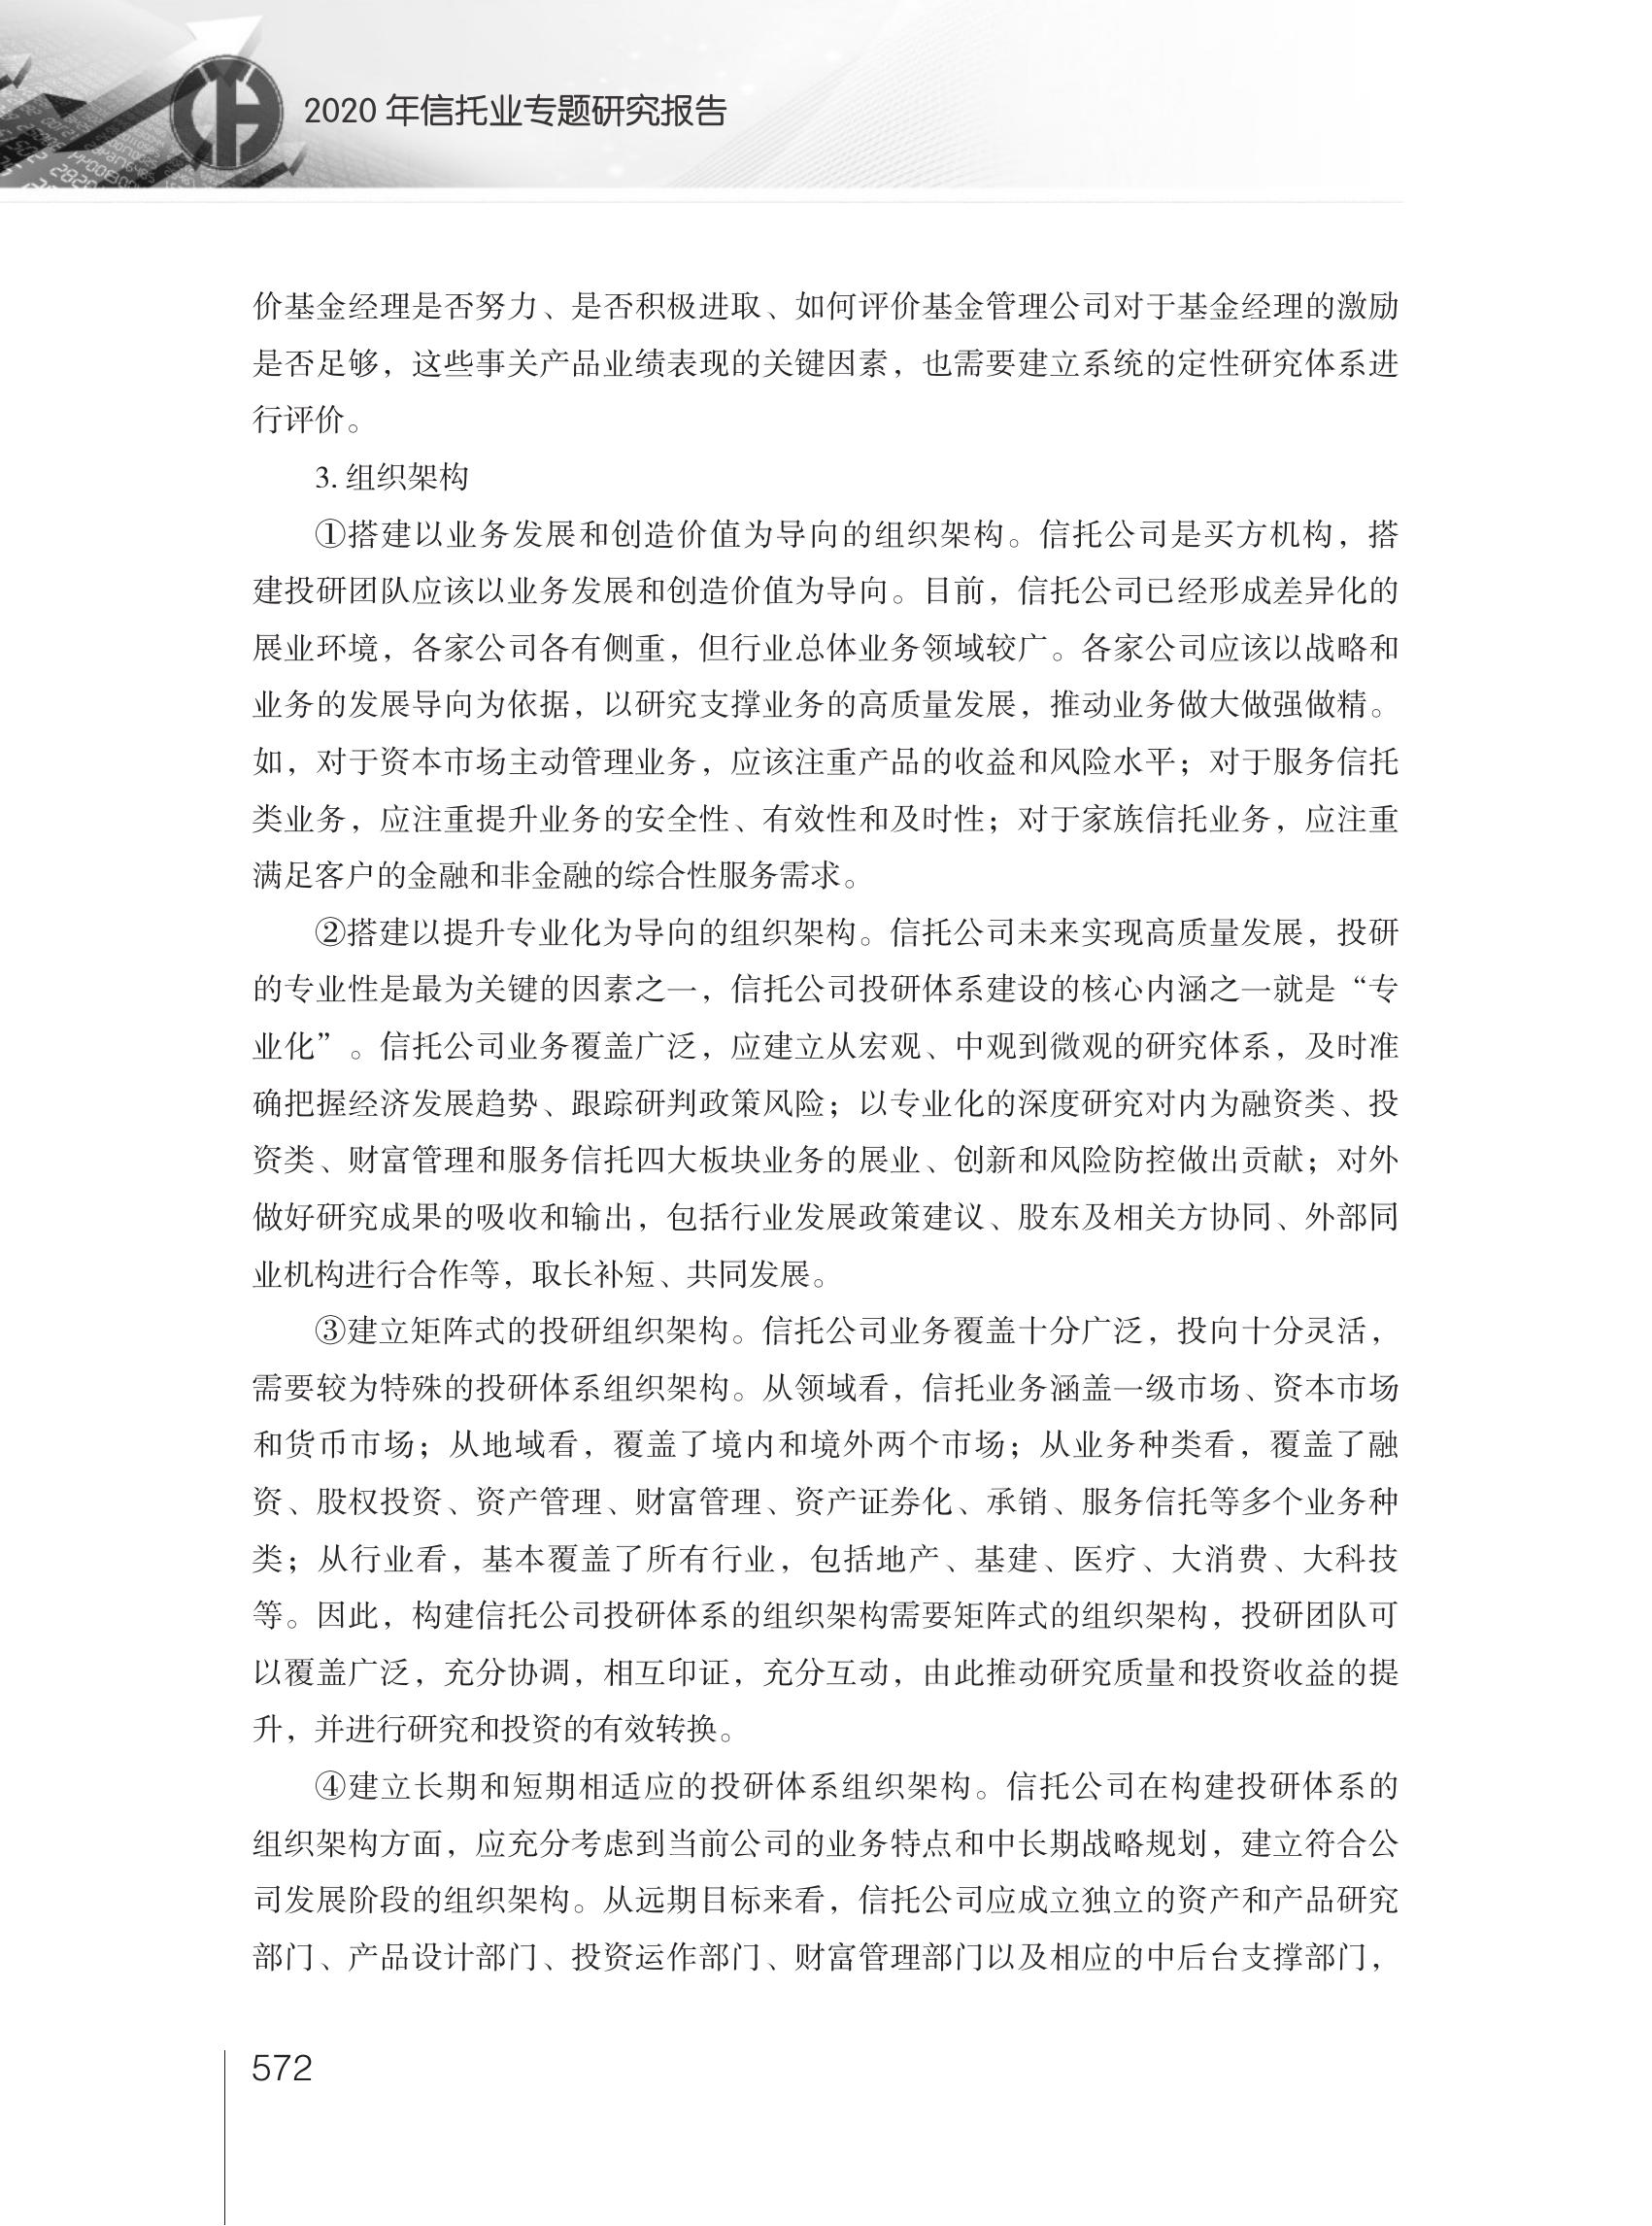 2020 年信托业专题研究报告
价基金经理是否努力、是否积极进取、如何评价基金管理公司对于基金经理的激励
是否足够，这些事关产品业绩表现的关键因素，也需要建立系统的定性研究体系进
行评价。
3. 组织架构
①搭建以业务发展和创造价值为导向的组织架构。信托公司是买方机构，搭
建投研团队应该以业务发展和创造价值为导向。目前，信托公司已经形成差异化的
展业环境，各家公司各有侧重，但行业总体业务领域较广。各家公司应该以战略和
业务的发展导向为依据，以研究支撑业务的高质量发展，推动业务做大做强做精。
如，对于资本市场主动管理业务，应该注重产品的收益和风险水平；对于服务信托
类业务，应注重提升业务的安全性、有效性和及时性；对于家族信托业务，应注重
满足客户的金融和非金融的综合性服务需求。
②搭建以提升专业化为导向的组织架构。信托公司未来实现高质量发展，投研
的专业性是最为关键的因素之一，信托公司投研体系建设的核心内涵之一就是“专
业化”。信托公司业务覆盖广泛，应建立从宏观、中观到微观的研究体系，及时准
确把握经济发展趋势、跟踪研判政策风险；以专业化的深度研究对内为融资类、投
资类、财富管理和服务信托四大板块业务的展业、创新和风险防控做出贡献；对外
做好研究成果的吸收和输出，包括行业发展政策建议、股东及相关方协同、外部同
业机构进行合作等，取长补短、共同发展。
③建立矩阵式的投研组织架构。信托公司业务覆盖十分广泛，投向十分灵活，
需要较为特殊的投研体系组织架构。从领域看，信托业务涵盖一级市场、资本市场
和货币市场；从地域看，覆盖了境内和境外两个市场；从业务种类看，覆盖了融
资、股权投资、资产管理、财富管理、资产证券化、承销、服务信托等多个业务种
类；从行业看，基本覆盖了所有行业，包括地产、基建、医疗、大消费、大科技
等。因此，构建信托公司投研体系的组织架构需要矩阵式的组织架构，投研团队可
以覆盖广泛，充分协调，相互印证，充分互动，由此推动研究质量和投资收益的提
升，并进行研究和投资的有效转换。
④建立长期和短期相适应的投研体系组织架构。信托公司在构建投研体系的
组织架构方面，应充分考虑到当前公司的业务特点和中长期战略规划，建立符合公
司发展阶段的组织架构。从远期目标来看，信托公司应成立独立的资产和产品研究
部门、产品设计部门、投资运作部门、财富管理部门以及相应的中后台支撑部门，
572